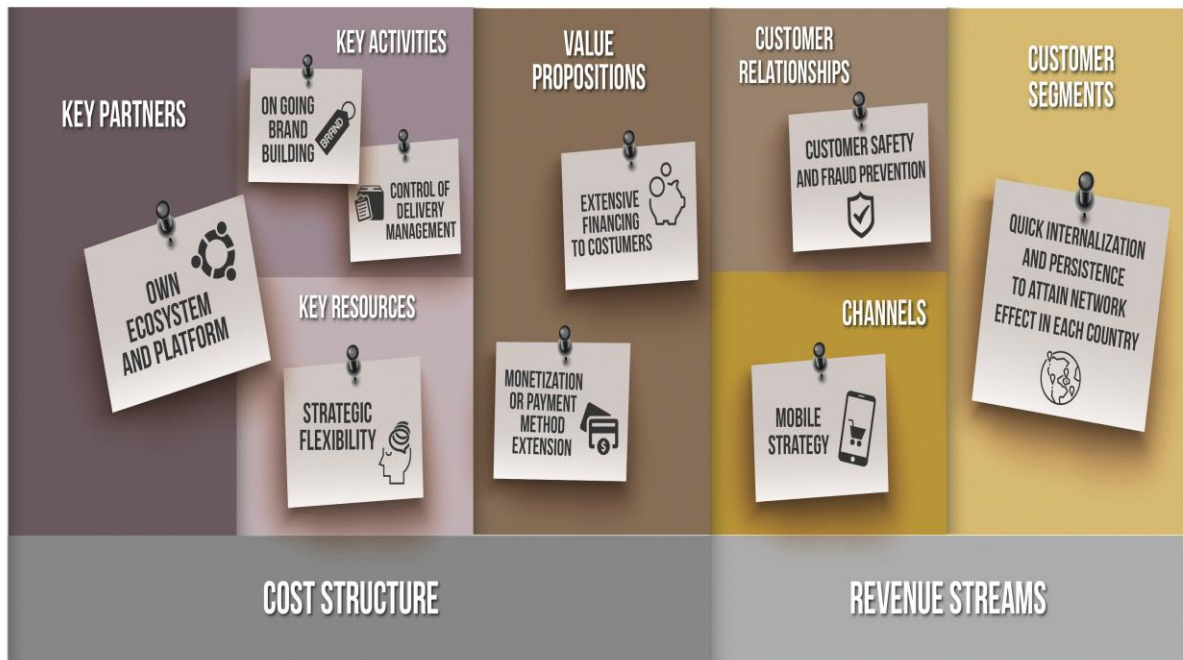 KEY PARTNERS
OWN
ECOSYSTEM
AND PLATFORM
KEY ACTIVITIES
ON GOING
BRAND
BUILDING
BRAND
CONTROL OF
DELIVERY
MANAGEMENT
KEY RESOURCES
STRATEGIC
FLEXIBILITY
VALUE
PROPOSITIONS
EXTENSIVE
FINANCING
TO COSTUMERS
MONETIZATION
OR PAYMENT
METHOD
EXTENSION
$
CUSTOMER
RELATIONSHIPS
CUSTOMER SAFETY
AND FRAUD PREVENTION
CHANNELS
MOBILE
STRATEGY
CUSTOMER
SEGMENTS
QUICK INTERNALIZATION
AND PERSISTENCE
TO ATTAIN NETWORK
EFFECT IN EACH COUNTRY
COST STRUCTURE
REVENUE STREAMS